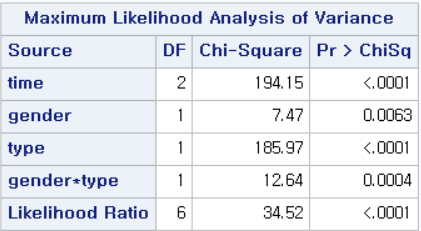 Maximum Likelihood Analysis of Variance
Source DF Chi-Square Pr > ChiSq
time 2 194.15 <.0001
gender 1 7.47 0.0063
type 1 185.97 <.0001
gender*type 1 12.64 0.0004
Likelihood Ratio 6 34.52 <.0001